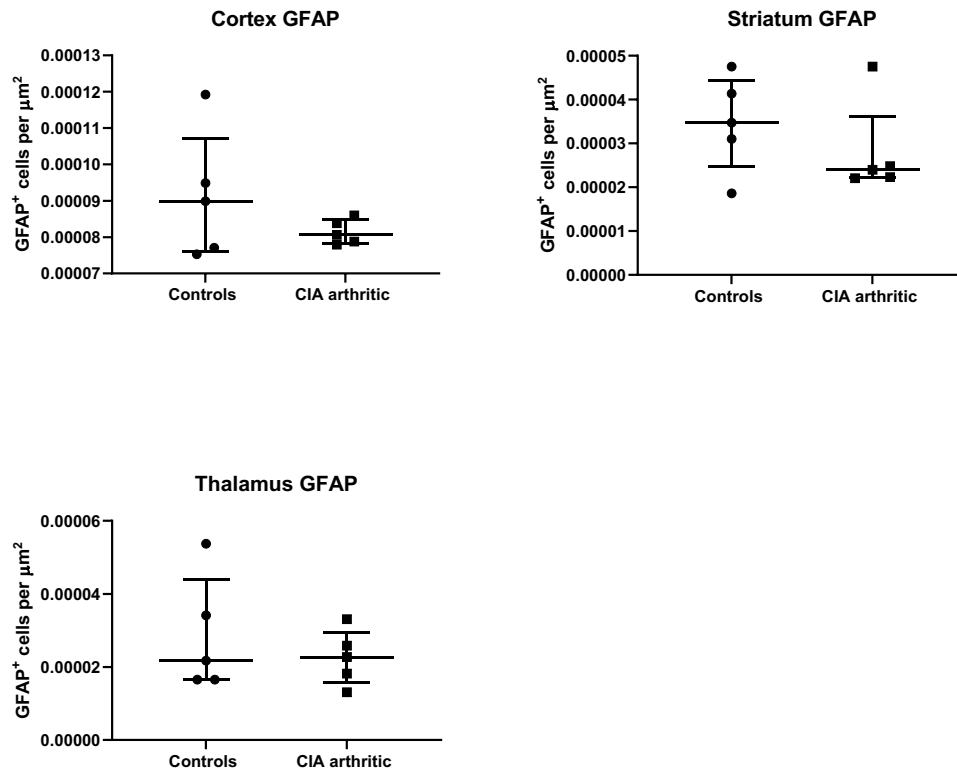 Cortex GFAP
GFAP⁺ cells per μm²
0.00013
0.00012
0.00011
0.00010
0.00009
0.00008
0.00007
Controls
CIA arthritic
Striatum GFAP
GFAP⁺ cells per μm²
0.00005
0.00004
0.00003
0.00002
0.00001
0.00000
Controls
CIA arthritic
Thalamus GFAP
GFAP⁺ cells per μm²
0.00006
0.00004
0.00002
0.00000
Controls
CIA arthritic